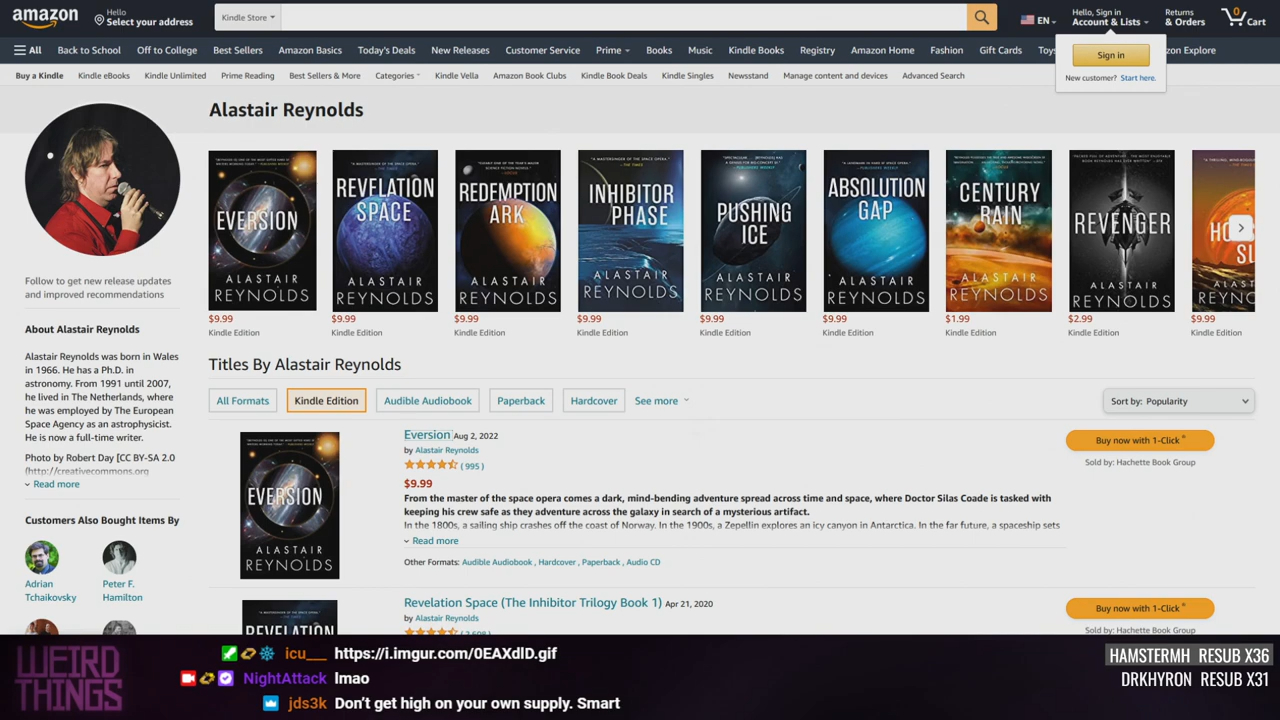 amazon
Hello
Select your address
Kindle Store
EN
Hello, Sign in
Account & Lists
Returns
& Orders
0
Cart
All
Back to School
Off to College
Best Sellers
Amazon Basics
Today's Deals
New Releases
Customer Service
Prime
Books
Music
Kindle Books
Registry
Amazon Home
Fashion
Gift Cards
Toys
zon Explore
Sign in
New customer? Start here.
Buy a Kindle
Kindle eBooks
Kindle Unlimited
Prime Reading
Best Sellers & More
Categories
Kindle Vella
Amazon Book Clubs
Kindle Book Deals
Kindle Singles
Newsstand
Manage content and devices
Advanced Search
Alastair Reynolds
EVERSION
ALASTAIR
REYNOLDS
REVELATION
SPACE
ALASTAIR
REYNOLDS
REDEMPTION
ARK
ALASTAIR
REYNOLDS
INHIBITOR
PHASE
ALASTAIR
REYNOLDS
PUSHING
ICE
ALASTAIR
REYNOLDS
ABSOLUTION
GAP
ALASTAIR
REYNOLDS
CENTURY
RAIN
ALASTAIR
REYNOLDS
REVENGER
ALASTAIR
REYNOLDS
$9.99
Kindle Edition
$9.99
Kindle Edition
$9.99
Kindle Edition
$9.99
Kindle Edition
$9.99
Kindle Edition
$9.99
Kindle Edition
$1.99
Kindle Edition
$2.99
Kindle Edition
$9.99
Kindle Edition
Follow to get new release updates
and improved recommendations
About Alastair Reynolds
Alastair Reynolds was born in Wales
in 1966. He has a Ph.D. in
astronomy. From 1991 until 2007,
he lived in The Netherlands, where
he was employed by The European
Space Agency as an astrophysicist.
He is now a full-time writer.
Photo by Robert Day [CC BY-SA 2.0
(http://creativecommons.org
Read more
Customers Also Bought Items By
Adrian
Tchaikovsky
Peter F.
Hamilton
Titles By Alastair Reynolds
All Formats
Kindle Edition
Audible Audiobook
Paperback
Hardcover
See more
Sort by: Popularity
EVERSION
ALASTAIR
REYNOLDS
Eversion Aug 2, 2022
by Alastair Reynolds
(995)
$9.99
From the master of the space opera comes a dark, mind-bending adventure spread across time and space, where Doctor Silas Coade is tasked with
keeping his crew safe as they adventure across the galaxy in search of a mysterious artifact.
In the 1800s, a sailing ship crashes off the coast of Norway. In the 1900s, a Zepellin explores an icy canyon in Antarctica. In the far future, a spaceship sets
Read more
Other Formats: Audible Audiobook, Hardcover, Paperback, Audio CD
Buy now with 1-Click®
Sold by: Hachette Book Group
REVELATION
Revelation Space (The Inhibitor Trilogy Book 1) Apr 21, 2020
by Alastair Reynolds
Buy now with 1-Click®
Sold by: Hachette Book Group
WEIRD
THINGS
icu___ https://i.imgur.com/0EAXdlD.gif
NightAttack lmao
jds3k Don't get high on your own supply. Smart
HAMSTERMH RESUB X36
DRKHYRON RESUB X31